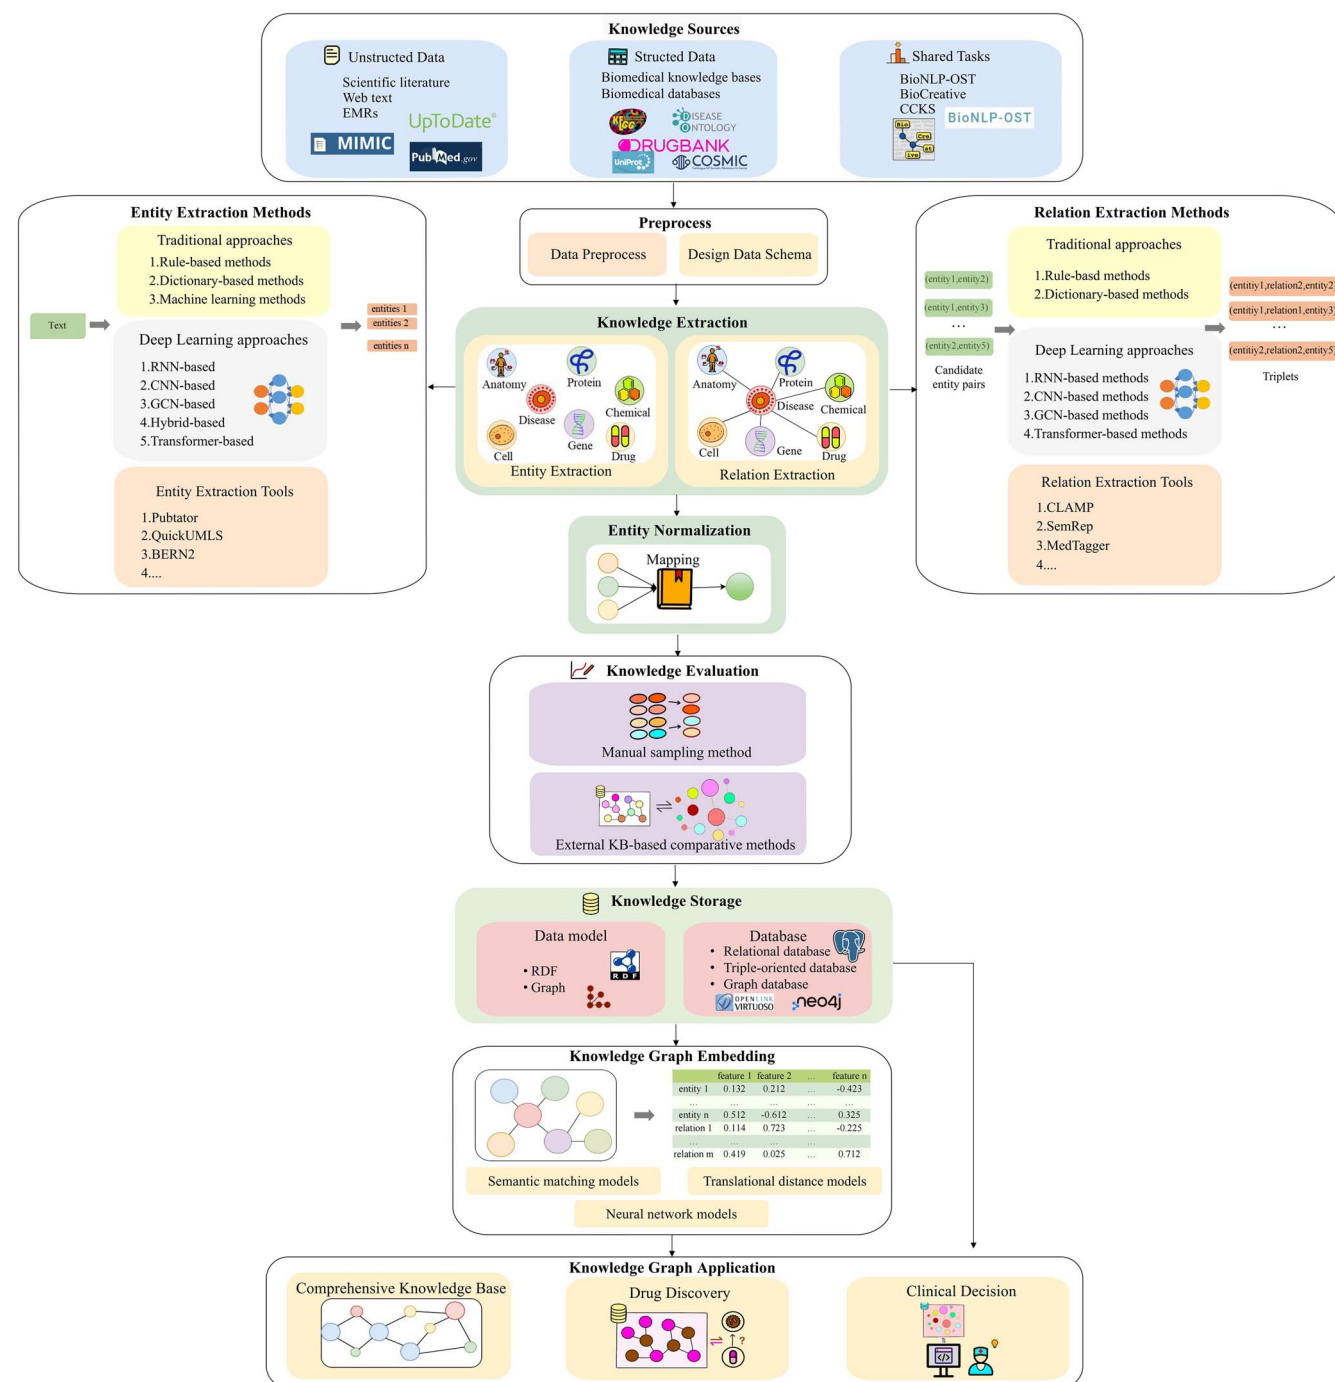 Knowledge Sources
Unstructed Data
Scientific literature
Web text
EMRs
UpToDate®
MIMIC
PubMed.gov
Structed Data
Biomedical knowledge bases
Biomedical databases
KEGG
DISEASE
ONTOLOGY
DRUGBANK
UniProt
COSMIC
Shared Tasks
BioNLP-OST
BioCreative
CCKS
BioNLP-OST
Bio
Cre
at
ive
Preprocess
Data Preprocess
Design Data Schema
Entity Extraction Methods
Traditional approaches
1.Rule-based methods
2.Dictionary-based methods
3.Machine learning methods
Text
entities 1
entities 2
entities n
Deep Learning approaches
1.RNN-based
2.CNN-based
3.GCN-based
4.Hybrid-based
5.Transformer-based
Entity Extraction Tools
1.Pubtator
2.QuickUMLS
3.BERN2
4....
Knowledge Extraction
Anatomy
Protein
Disease
Chemical
Cell
Gene
Drug
Entity Extraction
Anatomy
Protein
Disease
Chemical
Cell
Gene
Drug
Relation Extraction
Relation Extraction Methods
Traditional approaches
1.Rule-basd methods
2.Dictionary-based methods
(entity1,entity2)
(entity1,entity3)
...
(entity2,entity5)
Candidate
entity pairs
(entitiy1,relation2,entity2)
(entitiy1,relation1,entity3)
...
(entitiy2,relation2,entity5)
Triplets
Deep Learning approaches
1.RNN-based methods
2.CNN-based methods
3.GCN-based methods
4.Transformer-based methods
Relation Extraction Tools
1.CLAMP
2.SemRep
3.MedTagger
4....
Entity Normalization
Mapping
Knowledge Evaluation
Manual sampling method
External KB-based comparative methods
Knowledge Storage
Data model
• RDF
• Graph
RDF
Database
• Relational database
• Triple-oriented database
• Graph database
OPENLINK
VIRTUOSO
neo4j
Knowledge Graph Embedding
feature 1 feature 2 ... feature n
entity 1 0.132 0.212 ... -0.423
... ... ... ... ...
entity n 0.512 -0.612 ... 0.325
relation 1 0.114 0.723 ... -0.225
... ... ... ...
relation m 0.419 0.025 ... 0.712
Semantic matching models
Translational distance models
Neural network models
Knowledge Graph Application
Comprehensive Knowledge Base
Drug Discovery
?
Clinical Decision